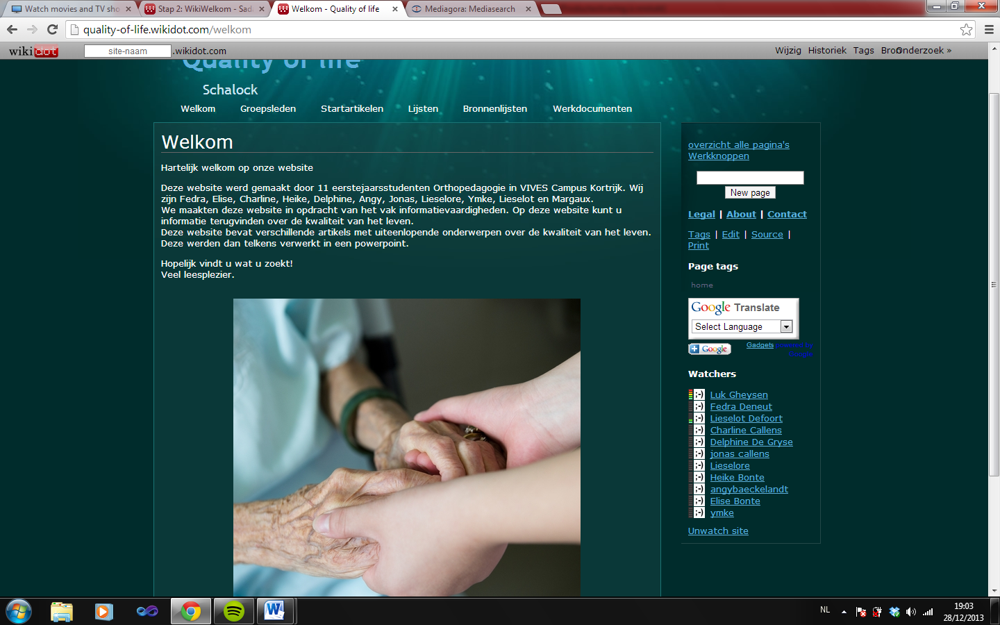 Watch movies and TV sho
Stap 2: WikiWelkom - Sad
Welkom - Quality of life
Mediagora: Mediasearch
quality-of-life.wikidot.com/welkom
wikidot
site-naam .wikidot.com
Wijzig Historiek Tags Bron Onderzoek »
Quality of life
Schalock
Welkom Groepsleden Startartikelen Lijsten Bronnenlijsten Werkdocumenten
Welkom
Hartelijk welkom op onze website
Deze website werd gemaakt door 11 eerstejaarsstudenten Orthopedagogie in VIVES Campus Kortrijk. Wij
zijn Fedra, Elise, Charline, Heike, Delphine, Angy, Jonas, Lieselore, Ymke, Lieselot en Margaux.
We maakten deze website in opdracht van het vak informatievaardigheden. Op deze website kunt u
informatie terugvinden over de kwaliteit van het leven.
Deze website bevat verschillende artikels met uiteenlopende onderwerpen over de kwaliteit van het leven.
Deze werden dan telkens verwerkt in een powerpoint.
Hopelijk vindt u wat u zoekt!
Veel leesplezier.
overzicht alle pagina's
Werkknoppen
New page
Legal | About | Contact
Tags | Edit | Source |
Print
Page tags
home
Google Translate
Select Language
Google
Gadgets powered by
Google
Watchers
Luk Gheysen
Fedra Deneut
Lieselot Defoort
Charline Callens
Delphine De Gryse
jonas callens
Lieselore
Heike Bonte
angybaeckelandt
Elise Bonte
ymke
Unwatch site
NL
19:03
28/12/2013